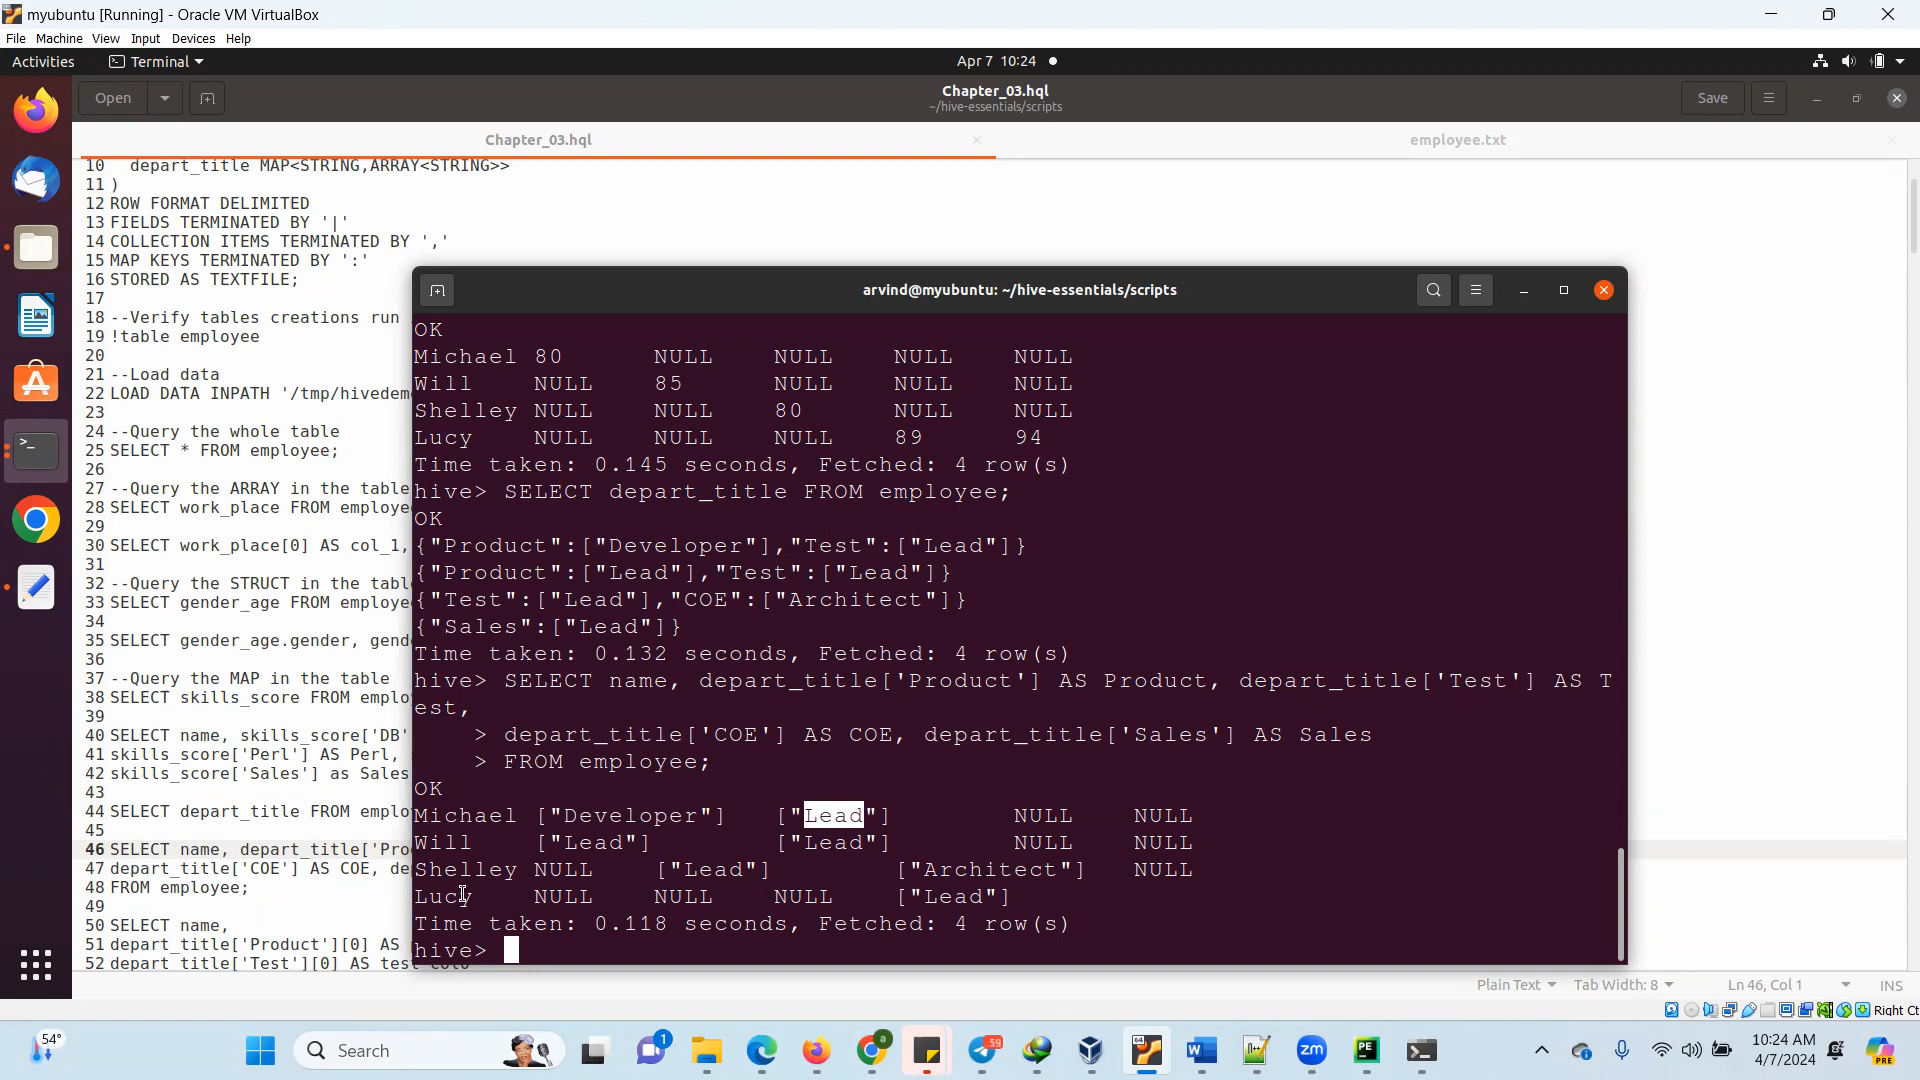 myubuntu [Running] - Oracle VM VirtualBox
File Machine View Input Devices Help
Activities Terminal Apr 7 10:24
Open Chapter_03.hql Save
~/hive-essentials/scripts
Chapter_03.hql employee.txt
10 depart_title MAP<STRING,ARRAY<STRING>>
11 )
12 ROW FORMAT DELIMITED
13 FIELDS TERMINATED BY '|'
14 COLLECTION ITEMS TERMINATED BY ','
15 MAP KEYS TERMINATED BY ':'
16 STORED AS TEXTFILE;
17
18 --Verify tables creations run
19 !table employee
20
21 --Load data
22 LOAD DATA INPATH '/tmp/hivedem
23
24 --Query the whole table
25 SELECT * FROM employee;
26
27 --Query the ARRAY in the table
28 SELECT work_place FROM employe
29
30 SELECT work_place[0] AS col_1,
31
32 --Query the STRUCT in the tabl
33 SELECT gender_age FROM employe
34
35 SELECT gender_age.gender, gend
36
37 --Query the MAP in the table
38 SELECT skills_score FROM emplo
39
40 SELECT name, skills_score['DB'
41 skills_score['Perl'] AS Perl,
42 skills_score['Sales'] as Sales
43
44 SELECT depart_title FROM emplo
45
46 SELECT name, depart_title['Pro
47 depart_title['COE'] AS COE, de
48 FROM employee;
49
50 SELECT name,
51 depart_title['Product'][0] AS
52 depart_title['Test'][0] AS test col0
arvind@myubuntu: ~/hive-essentials/scripts
OK
Michael 80 NULL NULL NULL NULL
Will NULL 85 NULL NULL NULL
Shelley NULL NULL 80 NULL NULL
Lucy NULL NULL NULL 89 94
Time taken: 0.145 seconds, Fetched: 4 row(s)
hive> SELECT depart_title FROM employee;
OK
{"Product":["Developer"],"Test":["Lead"]}
{"Product":["Lead"],"Test":["Lead"]}
{"Test":["Lead"],"COE":["Architect"]}
{"Sales":["Lead"]}
Time taken: 0.132 seconds, Fetched: 4 row(s)
hive> SELECT name, depart_title['Product'] AS Product, depart_title['Test'] AS T
est,
> depart_title['COE'] AS COE, depart_title['Sales'] AS Sales
> FROM employee;
OK
Michael ["Developer"] ["Lead"] NULL NULL
Will ["Lead"] ["Lead"] NULL NULL
Shelley NULL ["Lead"] ["Architect"] NULL
Lucy NULL NULL NULL ["Lead"]
Time taken: 0.118 seconds, Fetched: 4 row(s)
hive>
Plain Text Tab Width: 8 Ln 46, Col 1 INS
Right Ct
54° Search 1 59 10:24 AM
4/7/2024
PRE